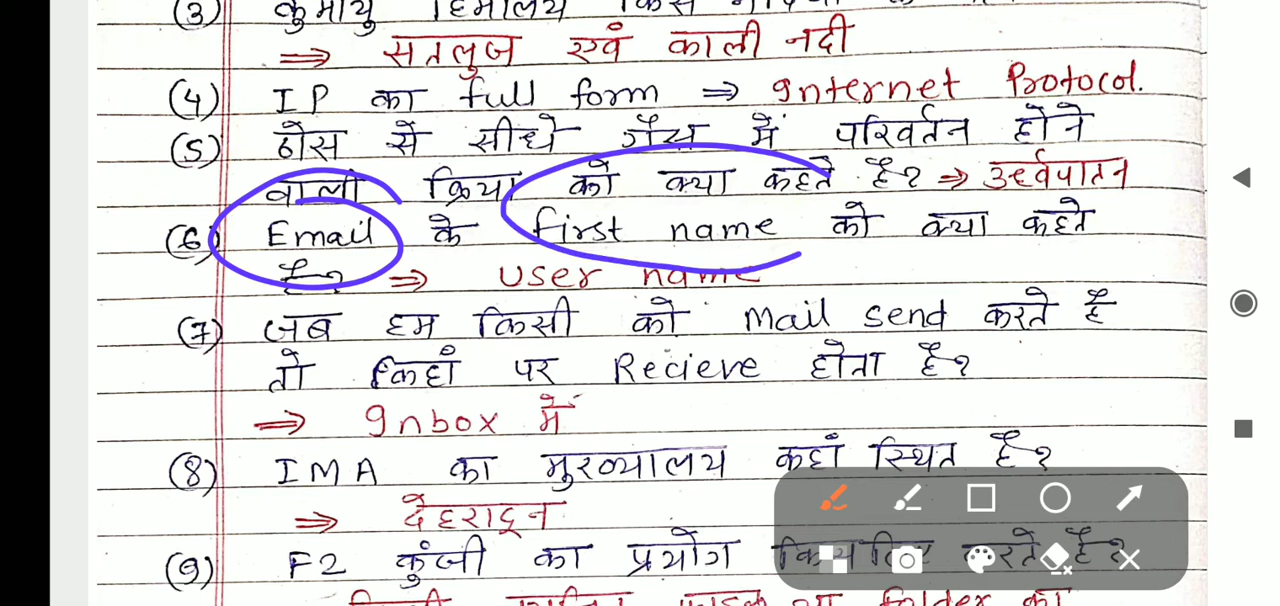 (3) कुमायु हिमालय किस
⇒ सतलुज एवं काली नदी
(4) IP का full form ⇒ Internet Protocol.
(5) ठोस से सीधे गैस में परिवर्तन होने
वाली क्रिया को क्या कहते है? ⇒ उर्ध्वपातन
(6) Email के first name को क्या कहते
है? ⇒ user name
(7) जब हम किसी को Mail send करते है
तो किहां पर Recieve होता है?
⇒ Inbox में
(8) IMA का मुख्यालय कहां स्थित है?
⇒ देहरादून
(9) F2 कुंजी का प्रयोग किस लिए करते है?
folder का